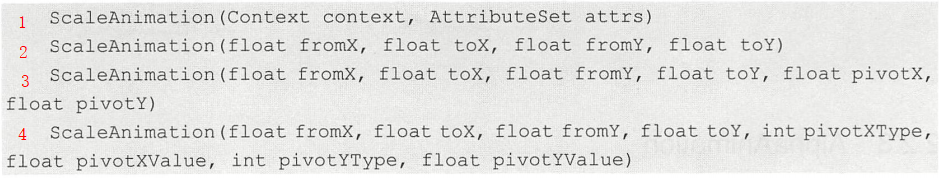 1 ScaleAnimation(Context context, AttributeSet attrs)
2 ScaleAnimation(float fromX, float toX, float fromY, float toY)
3 ScaleAnimation(float fromX, float toX, float fromY, float toY, float pivotX,
float pivotY)
4 ScaleAnimation(float fromX, float toX, float fromY, float toY, int pivotXType,
float pivotXValue, int pivotYType, float pivotYValue)